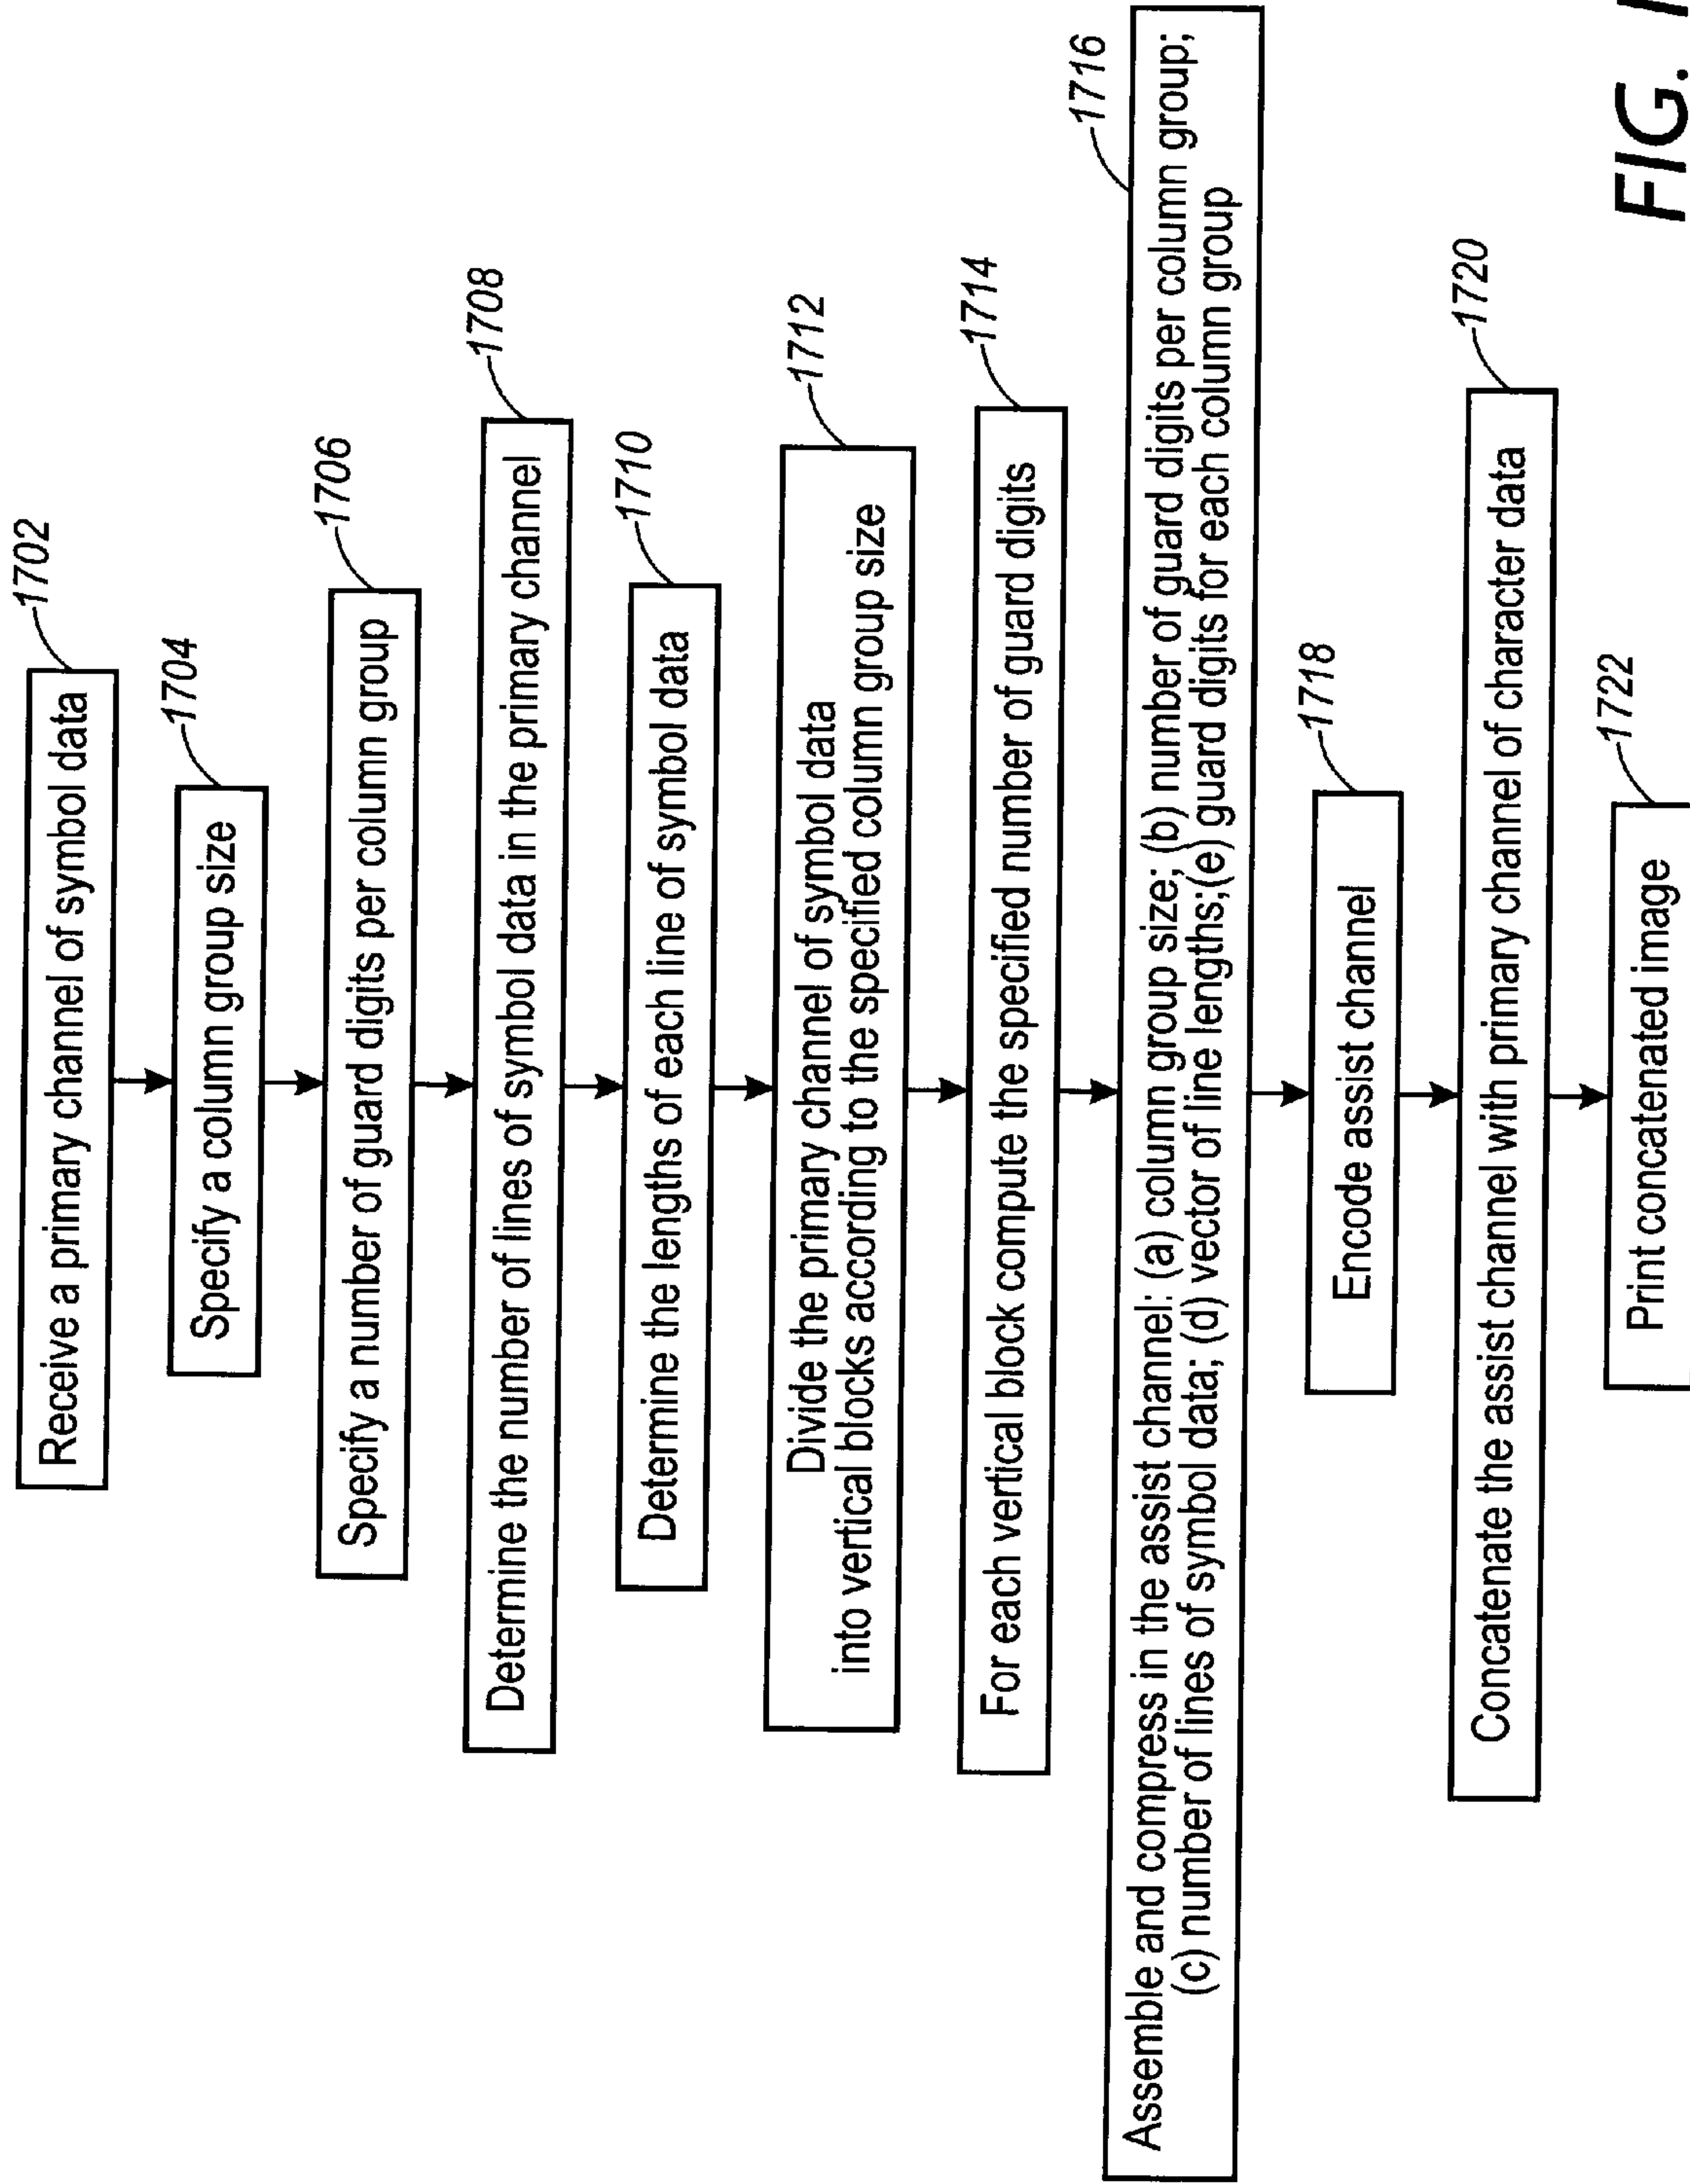 1702
Receive a primary channel of symbol data
1704
Specify a column group size
1706
Specify a number of guard digits per column group
1708
Determine the number of lines of symbol data in the primary channel
1710
Determine the lengths of each line of symbol data
1712
Divide the primary channel of symbol data
into vertical blocks according to the specified column group size
1714
For each vertical block compute the specified number of guard digits
1716
Assemble and compress in the assist channel: (a) column group size; (b) number of guard digits per column group;
(c) number of lines of symbol data; (d) vector of line lengths;(e) guard digits for each column group
1718
Encode assist channel
1720
Concatenate the assist channel with primary channel of character data
1722
Print concatenated image
FIG.